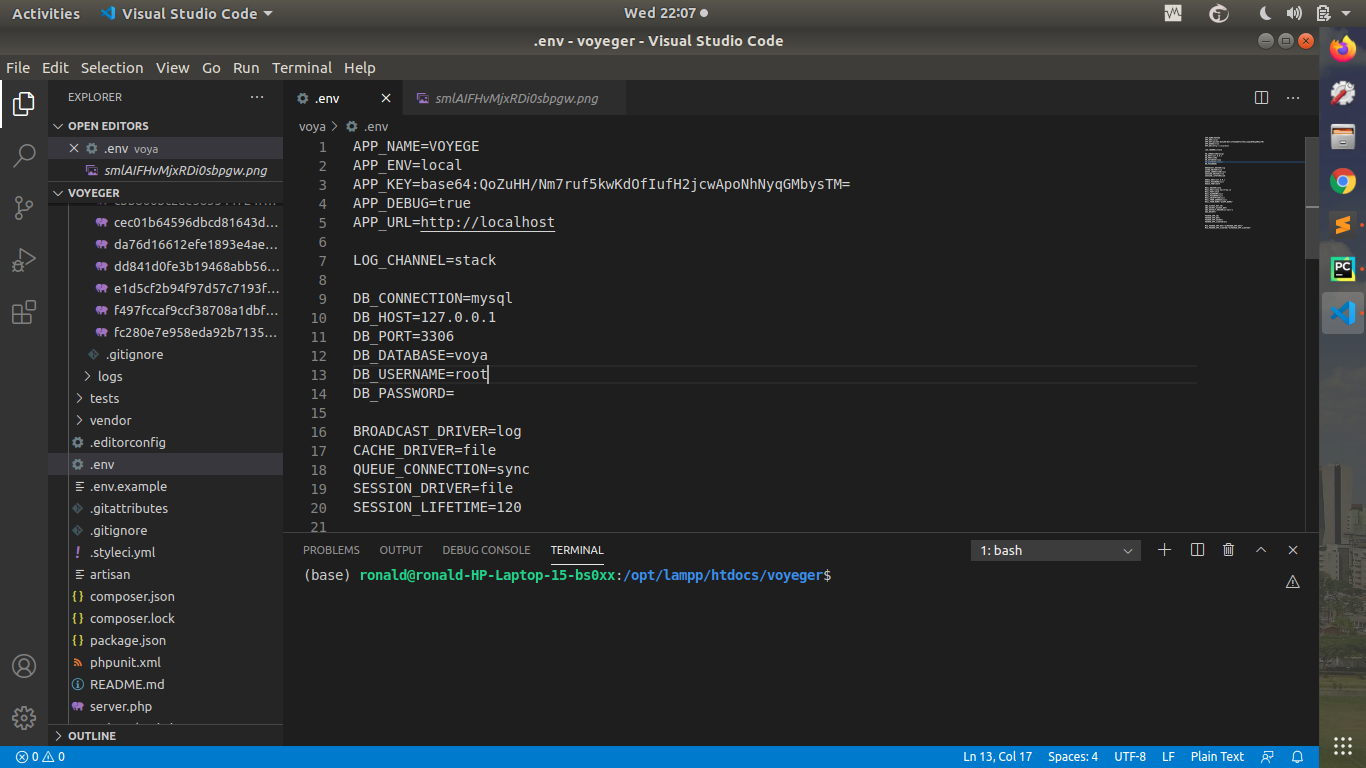 Activities Visual Studio Code Wed 22:07
.env - voyeger - Visual Studio Code
File Edit Selection View Go Run Terminal Help
EXPLORER
OPEN EDITORS
.env voya
smlAIFHvMjxRDi0sbpgw.png
VOYEGER
cec01b64596dbcd81643d...
da76d16612efe1893e4ae...
dd841d0fe3b19468abb56...
e1d5cf2b94f97d57c7193f...
f497fccaf9ccf38708a1dbf...
fc280e7e958eda92b7135...
.gitignore
logs
tests
vendor
.editorconfig
.env
.env.example
.gitattributes
.gitignore
.styleci.yml
artisan
composer.json
composer.lock
package.json
phpunit.xml
README.md
server.php
OUTLINE
.env smlAIFHvMjxRDi0sbpgw.png
voya > .env
1 APP_NAME=VOYEGE
2 APP_ENV=local
3 APP_KEY=base64:QoZuHH/Nm7ruf5kwKdOfIufH2jcwApoNhNyqGMbysTM=
4 APP_DEBUG=true
5 APP_URL=http://localhost
6
7 LOG_CHANNEL=stack
8
9 DB_CONNECTION=mysql
10 DB_HOST=127.0.0.1
11 DB_PORT=3306
12 DB_DATABASE=voya
13 DB_USERNAME=root
14 DB_PASSWORD=
15
16 BROADCAST_DRIVER=log
17 CACHE_DRIVER=file
18 QUEUE_CONNECTION=sync
19 SESSION_DRIVER=file
20 SESSION_LIFETIME=120
21
PROBLEMS OUTPUT DEBUG CONSOLE TERMINAL 1: bash
(base) ronald@ronald-HP-Laptop-15-bs0xx:/opt/lampp/htdocs/voyeger$
0 0 Ln 13, Col 17 Spaces: 4 UTF-8 LF Plain Text
PC